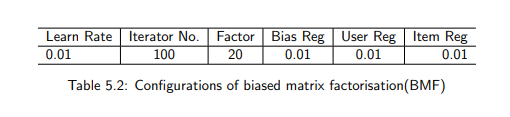 Learn Rate Iterator No. Factor Bias Reg User Reg Item Reg
0.01 100 20 0.01 0.01 0.01
Table 5.2: Configurations of biased matrix factorisation(BMF)